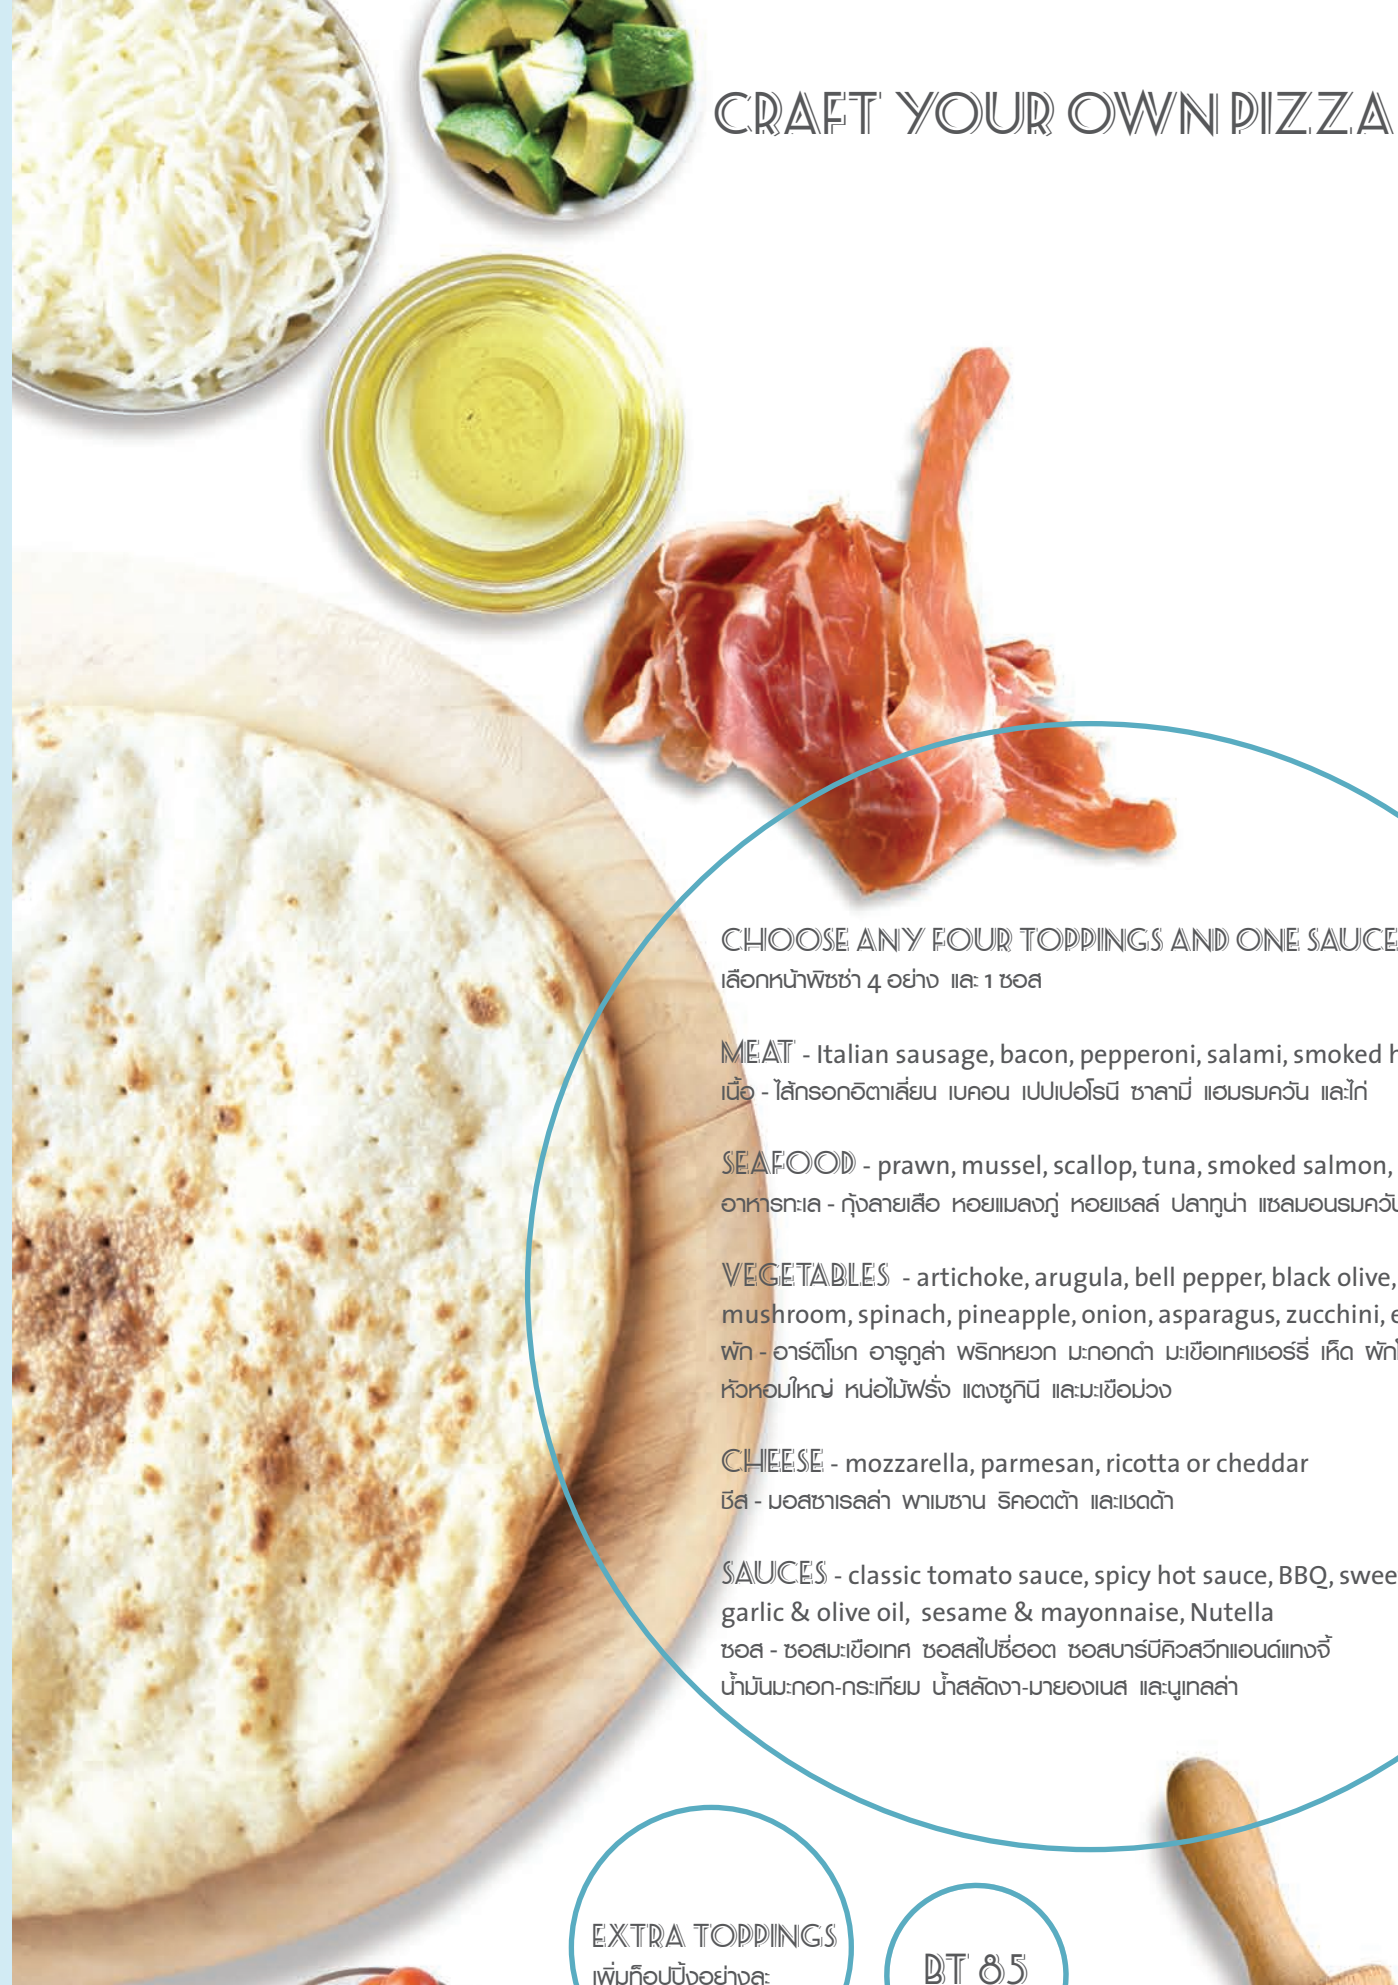 CRAFT YOUR OWN PIZZA
CHOOSE ANY FOUR TOPPINGS AND ONE SAUCE
เลือกหน้าพิซซ่า 4 อย่าง และ 1 ซอส
MEAT - Italian sausage, bacon, pepperoni, salami, smoked
เนื้อ - ไส้กรอกอิตาเลี่ยน เบคอน เปปเปอโรนี ซาลามี่ แฮมรมควัน และไก่
SEAFOOD - prawn, mussel, scallop, tuna, smoked salmon,
อาหารทะเล - กุ้งลายเสือ หอยแมลงภู่ หอยเชลล์ ปลาทูน่า แซลมอนรมควัน
VEGETABLES - artichoke, arugula, bell pepper, black olive,
mushroom, spinach, pineapple, onion, asparagus, zucchini,
ผัก - อาร์ติโชก อารูกูล่า พริกหยวก มะกอกดำ มะเขือเทศเชอร์รี่ เห็ด
หัวหอมใหญ่ หน่อไม้ฝรั่ง แตงซูกินี และมะเขือม่วง
CHEESE - mozzarella, parmesan, ricotta or cheddar
ชีส - มอสซาเรลล่า พาเมซาน ริคอตต้า และเชดด้า
SAUCES - classic tomato sauce, spicy hot sauce, BBQ,
garlic & olive oil, sesame & mayonnaise, Nutella
ซอส - ซอสมะเขือเทศ ซอสสไปซี่ฮอต ซอสบาร์บีคิวสวีทแอนด์แทงจี้
น้ำมันมะกอก-กระเทียม น้ำสลัดงา-มายองเนส และนูเทลล่า
EXTRA TOPPINGS
เพิ่มท็อปปิ้งอย่างละ
BT 85